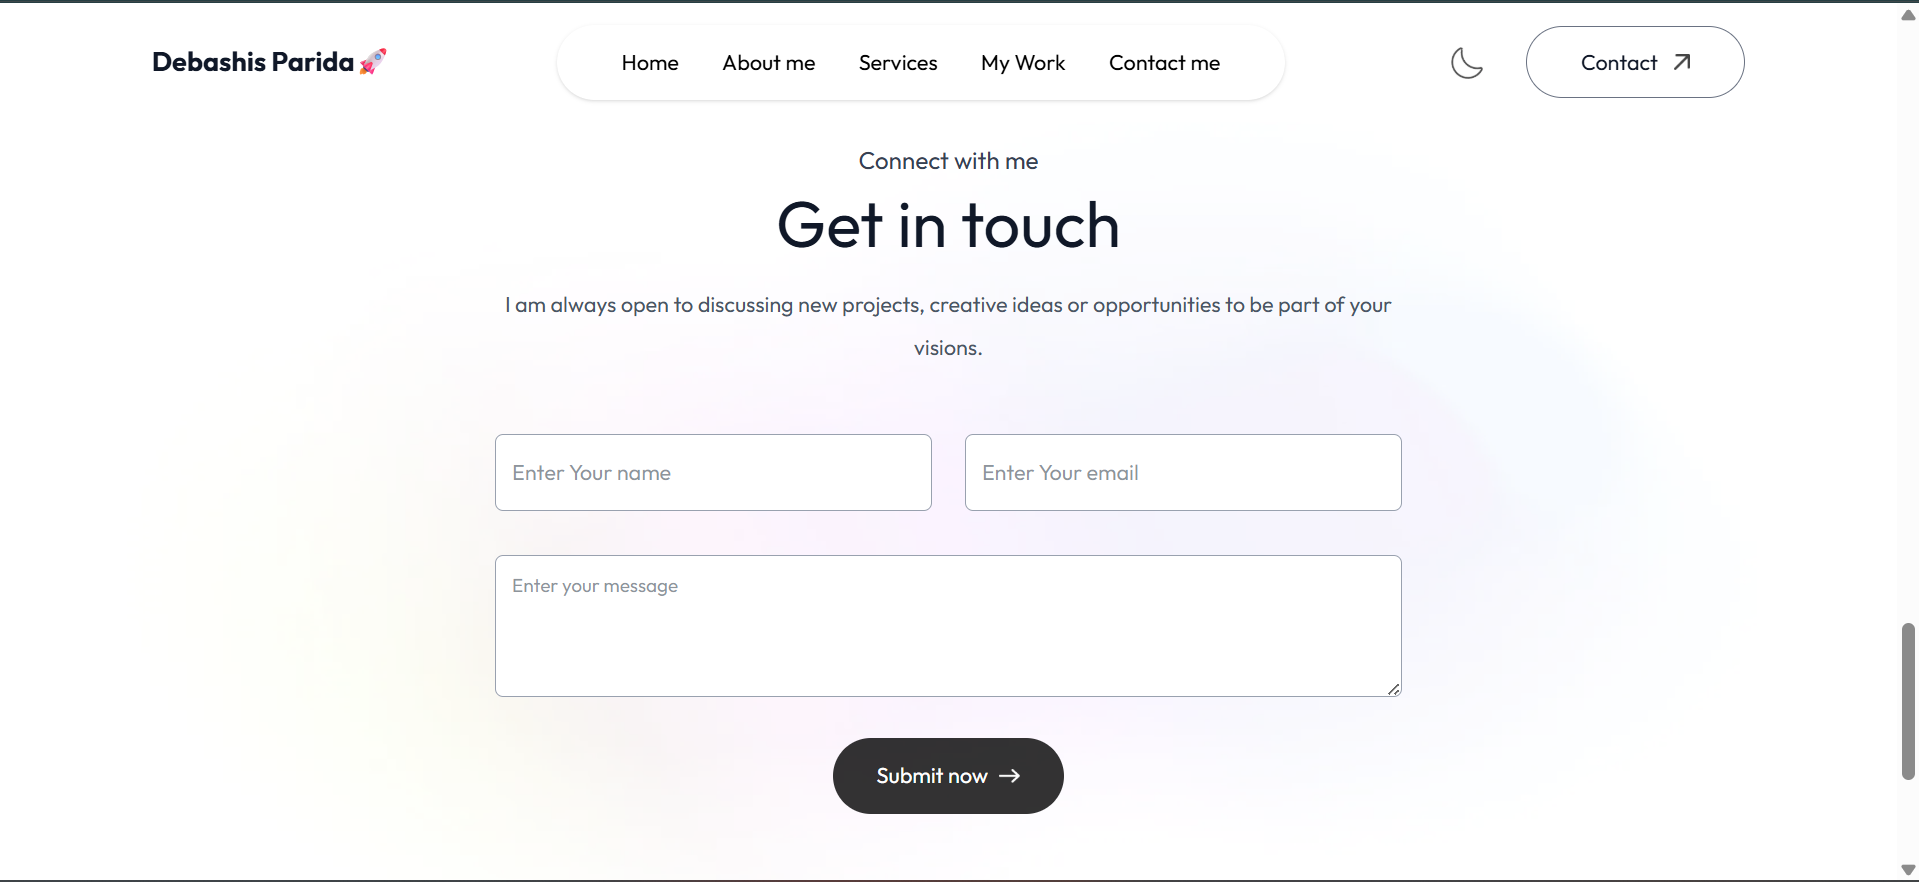 Debashis Parida🚀
Home
About me
Services
My Work
Contact me
Contact
Connect with me
Get in touch
I am always open to discussing new projects, creative ideas or opportunities to be part of your
visions.
Enter Your name
Enter Your email
Enter your message
Submit now